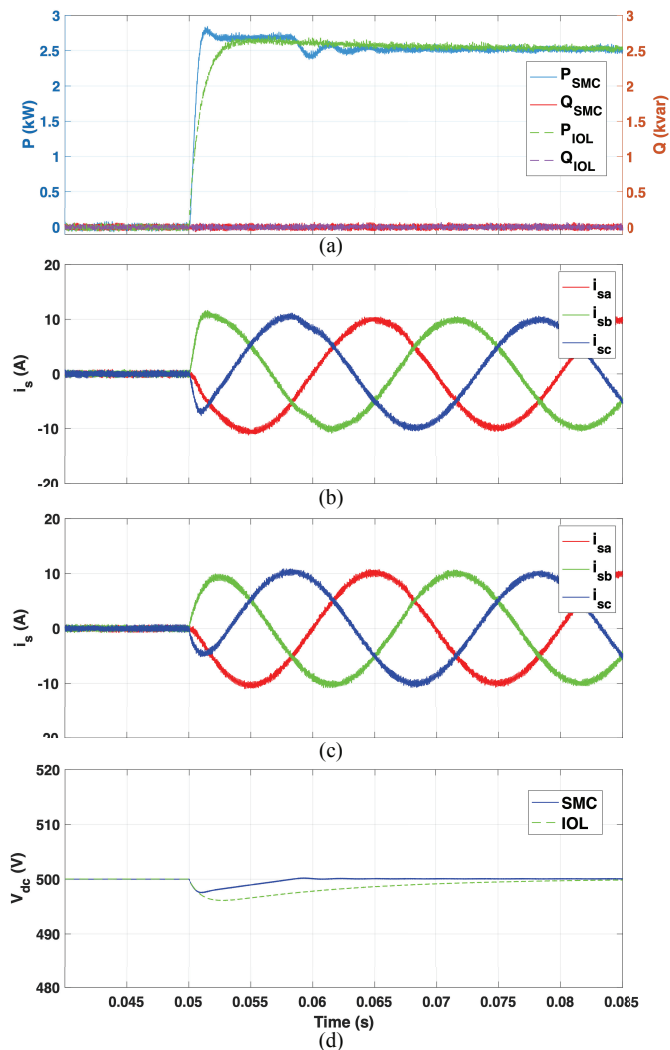 3
2.5
2
1.5
1
0.5
0
P (kW)
3
2.5
2
1.5
1
0.5
0
Q (kvar)
P_SMC
Q_SMC
P_IOL
Q_IOL
(a)
20
10
0
-10
-20
i_s (A)
i_sa
i_sb
i_sc
(b)
20
10
0
-10
-20
i_s (A)
i_sa
i_sb
i_sc
(c)
520
510
500
490
480
V_dc (V)
SMC
IOL
0.045 0.05 0.055 0.06 0.065 0.07 0.075 0.08 0.085
Time (s)
(d)